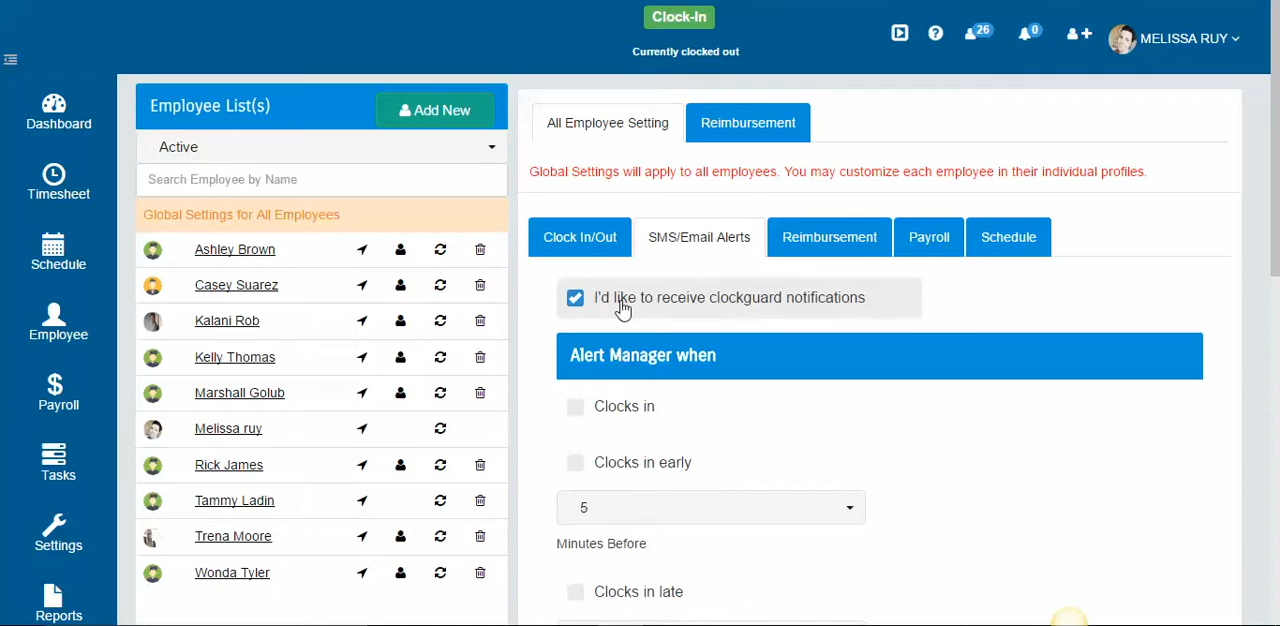 Clock-In
Currently clocked out
26
0
MELISSA RUY
Dashboard
Timesheet
Schedule
Employee
Payroll
Tasks
Settings
Reports
Employee List(s)
Add New
Active
Search Employee by Name
Global Settings for All Employees
Ashley Brown
Casey Suarez
Kalani Rob
Kelly Thomas
Marshall Golub
Melissa ruy
Rick James
Tammy Ladin
Trena Moore
Wonda Tyler
All Employee Setting
Reimbursement
Global Settings will apply to all employees. You may customize each employee in their individual profiles.
Clock In/Out
SMS/Email Alerts
Reimbursement
Payroll
Schedule
I'd like to receive clockguard notifications
Alert Manager when
Clocks in
Clocks in early
5
Minutes Before
Clocks in late